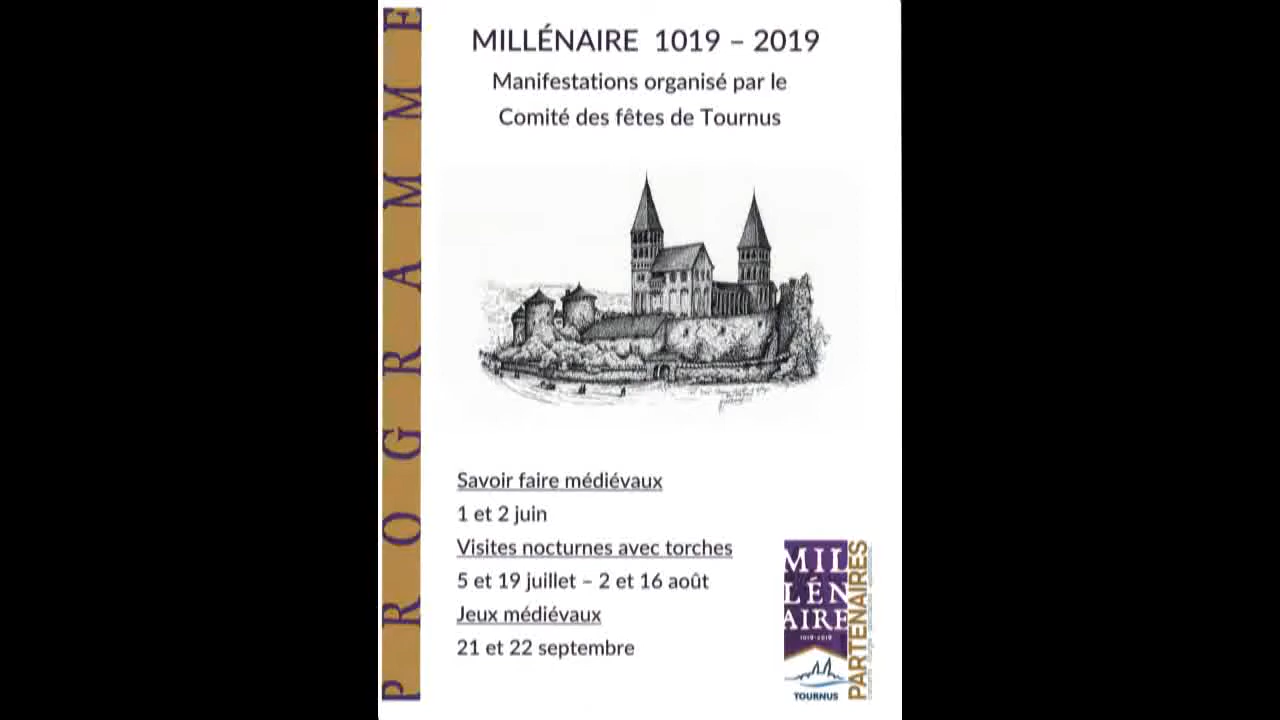 PROGRAMME
MILLÉNAIRE 1019 – 2019
Manifestations organisé par le
Comité des fêtes de Tournus
Savoir faire médiévaux
1 et 2 juin
Visites nocturnes avec torches
5 et 19 juillet – 2 et 16 août
Jeux médiévaux
21 et 22 septembre
MIL
LÉN
AIRE
1019-2019
TOURNUS
PARTENAIRES